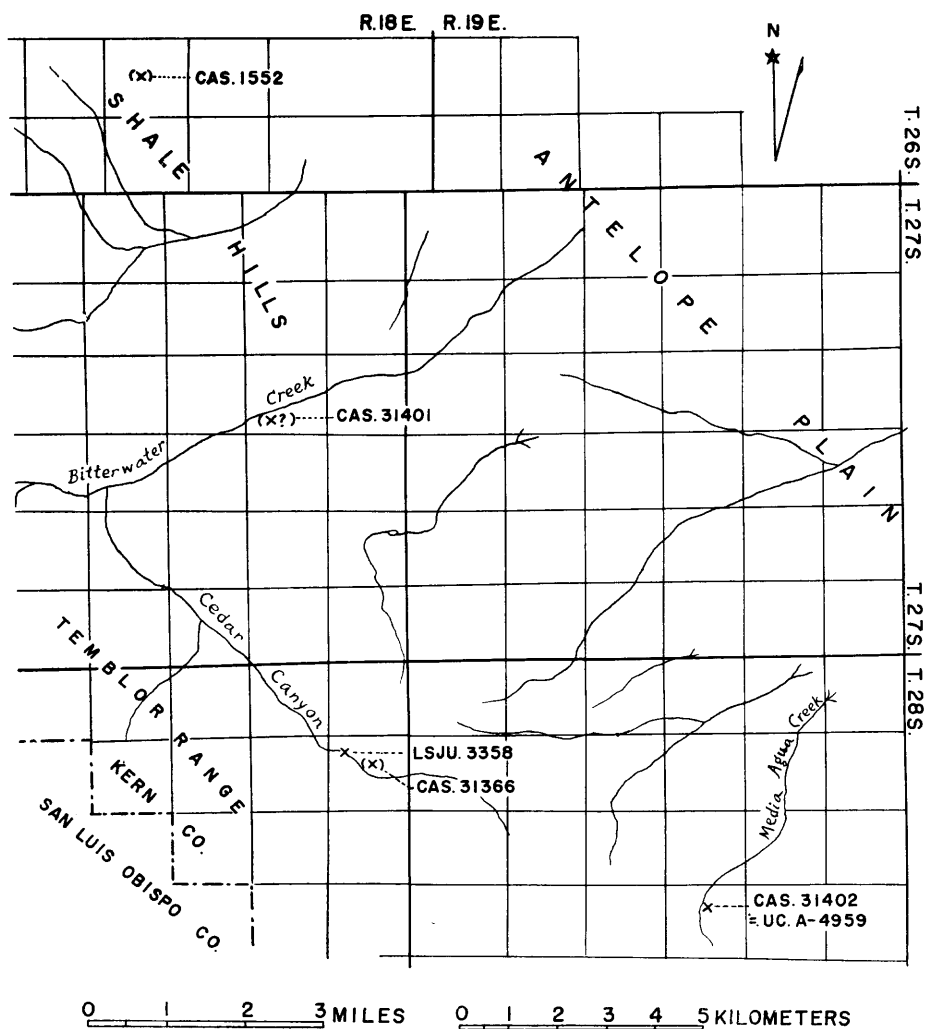 R.18E. R.19E.
N
(x) CAS. 1552
SHALE HILLS
T. 26S.
T. 27S.
ANTELOPE PLAIN
Bitterwater Creek
(x?) CAS. 31401
Cedar Canyon
T. 27S.
T. 28S.
TEMBLOR RANGE
x LSJU. 3358
(x) CAS. 31366
KERN CO.
SAN LUIS OBISPO CO.
Media Agua Creek
x CAS. 31402
= UC. A-4959
0 1 2 3 MILES
0 1 2 3 4 5 KILOMETERS